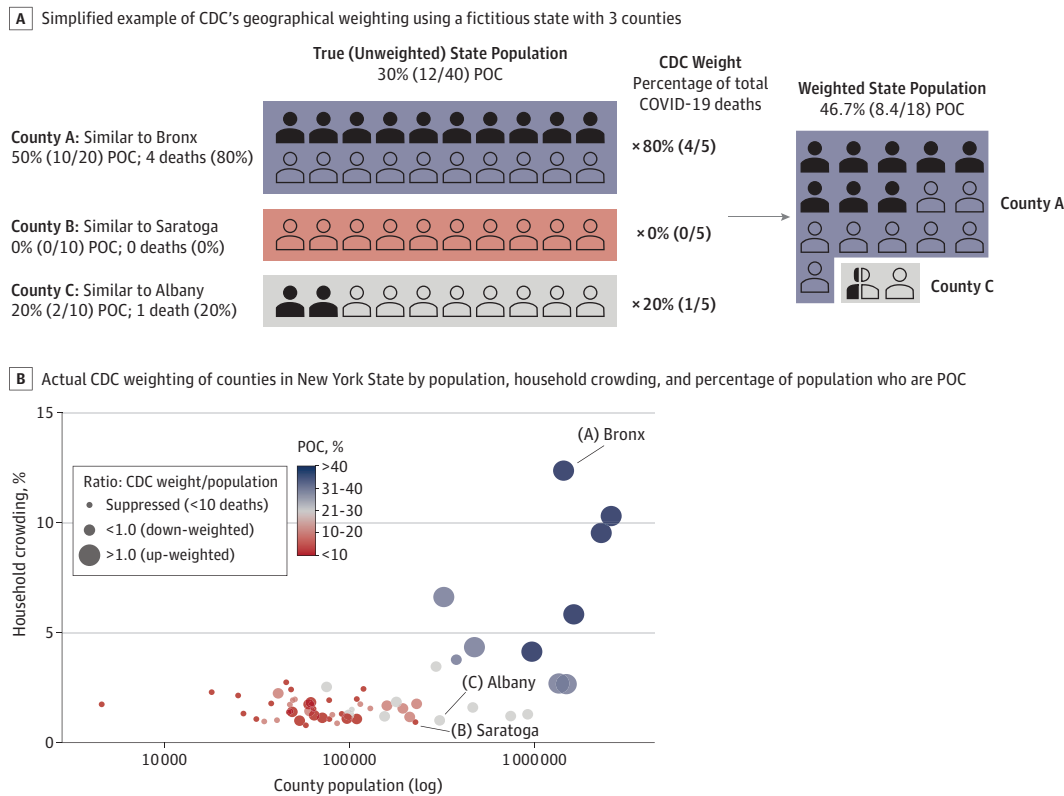 A Simplified example of CDC's geographical weighting using a fictitious state with 3 counties
True (Unweighted) State Population
30% (12/40) POC
CDC Weight
Percentage of total
COVID-19 deaths
Weighted State Population
46.7% (8.4/18) POC
County A: Similar to Bronx
50% (10/20) POC; 4 deaths (80%)
× 80% (4/5)
County A
County B: Similar to Saratoga
0% (0/10) POC; 0 deaths (0%)
× 0% (0/5)
County C: Similar to Albany
20% (2/10) POC; 1 death (20%)
× 20% (1/5)
County C
B Actual CDC weighting of counties in New York State by population, household crowding, and percentage of population who are POC
Household crowding, %
15
10
5
0
Ratio: CDC weight/population
Suppressed (<10 deaths)
<1.0 (down-weighted)
>1.0 (up-weighted)
POC, %
>40
31-40
21-30
10-20
<10
(A) Bronx
(C) Albany
(B) Saratoga
10000
100000
1000000
County population (log)